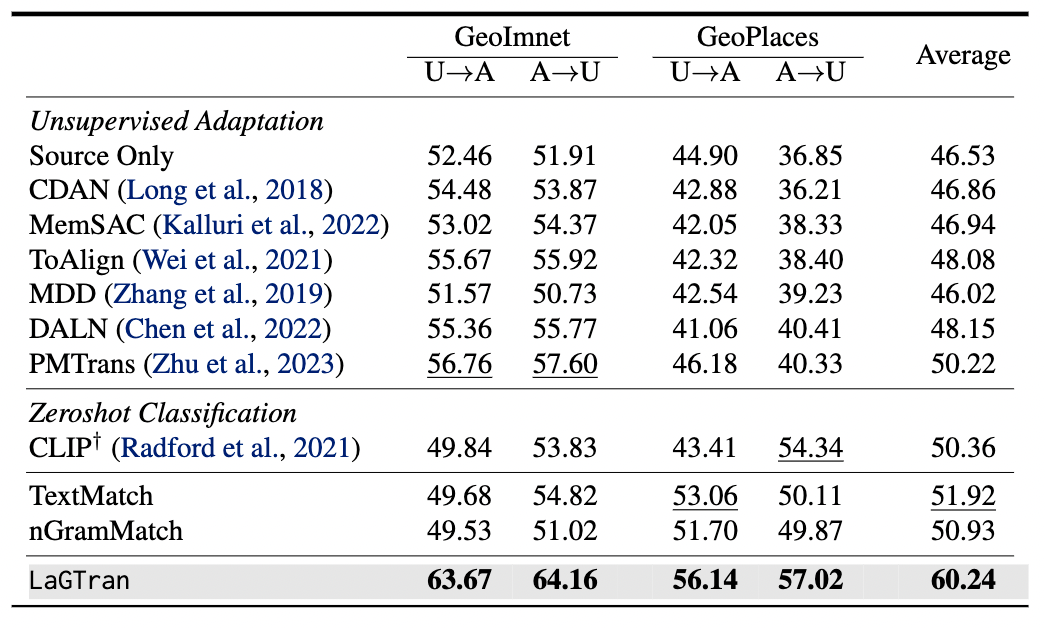 GeoImnet GeoPlaces Average
U→A A→U U→A A→U
Unsupervised Adaptation
Source Only 52.46 51.91 44.90 36.85 46.53
CDAN (Long et al., 2018) 54.48 53.87 42.88 36.21 46.86
MemSAC (Kalluri et al., 2022) 53.02 54.37 42.05 38.33 46.94
ToAlign (Wei et al., 2021) 55.67 55.92 42.32 38.40 48.08
MDD (Zhang et al., 2019) 51.57 50.73 42.54 39.23 46.02
DALN (Chen et al., 2022) 55.36 55.77 41.06 40.41 48.15
PMTrans (Zhu et al., 2023) 56.76 57.60 46.18 40.33 50.22
Zeroshot Classification
CLIP† (Radford et al., 2021) 49.84 53.83 43.41 54.34 50.36
TextMatch 49.68 54.82 53.06 50.11 51.92
nGramMatch 49.53 51.02 51.70 49.87 50.93
LaGTran 63.67 64.16 56.14 57.02 60.24